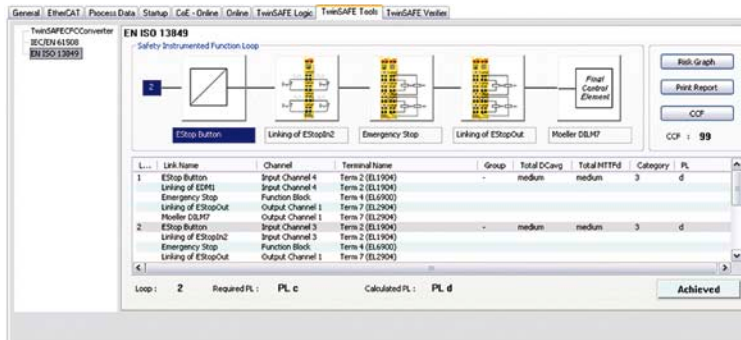 General EtherCAT Process Data Startup CoE - Online Online TwinSAFE Logic TwinSAFE Tools TwinSAFE Verifier
TwinSAFECFCConverter
IEC/EN 61508
EN ISO 13849
EN ISO 13849
Safety Instrumented Function Loop
2
Final
Control
Element
EStop Button Linking of EStopIn2 Emergency Stop Linking of EStopOut Moeller DILM7
Risk Graph
Print Report
CCF
CCF : 99
L... Link Name Channel Terminal Name Group Total DCavg Total MTTFd Category PL
1 EStop Button Input Channel 4 Term 2 (EL1904) - medium medium 3 d
Linking of EDM1 Input Channel 4 Term 2 (EL1904)
Emergency Stop Function Block Term 4 (EL6900)
Linking of EStopOut Output Channel 1 Term 7 (EL2904)
Moeller DILM7 Output Channel 1 Term 7 (EL2904)
2 EStop Button Input Channel 3 Term 2 (EL1904) - medium medium 3 d
Linking of EStopIn2 Input Channel 3 Term 2 (EL1904)
Emergency Stop Function Block Term 4 (EL6900)
Linking of EStopOut Output Channel 1 Term 7 (EL2904)
Loop : 2 Required PL : PL c Calculated PL : PL d Achieved